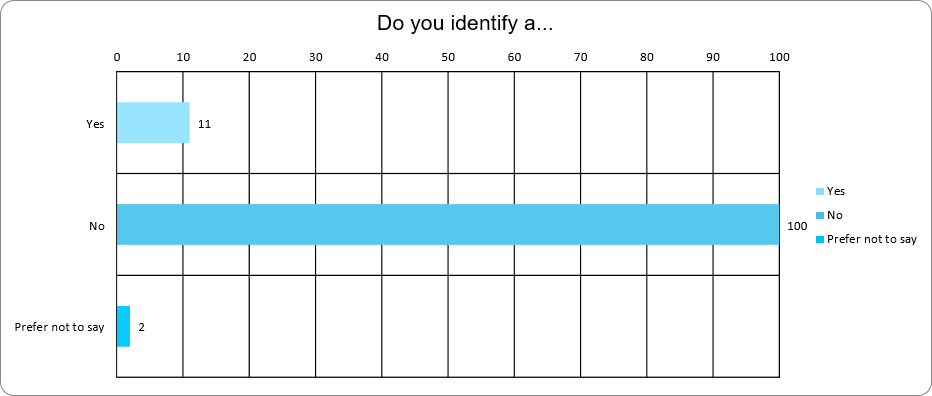 Do you identify a...
0 10 20 30 40 50 60 70 80 90 100
Yes 11
No 100
Prefer not to say 2
Yes
No
Prefer not to say